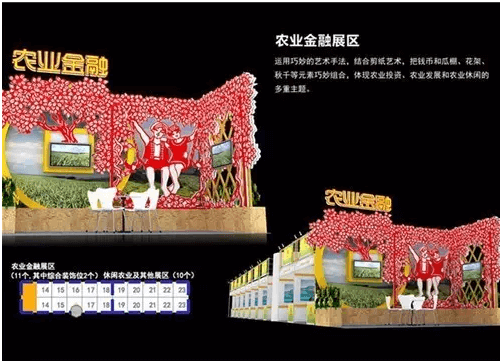 农业金融展区
运用巧妙的艺术手法，结合剪纸艺术，把钱币和瓜棚、花架、
秋千等元素巧妙组合，体现农业投资、农业发展和农业休闲的
多重主题。
农业金融
农业金融
农业金融展区
(11个, 其中综合装饰位2个) 休闲农业及其他展区（10个）
14 15 16 17 18 19 20 21 22 23
14 15 16 17 18 19 20 21 22 23